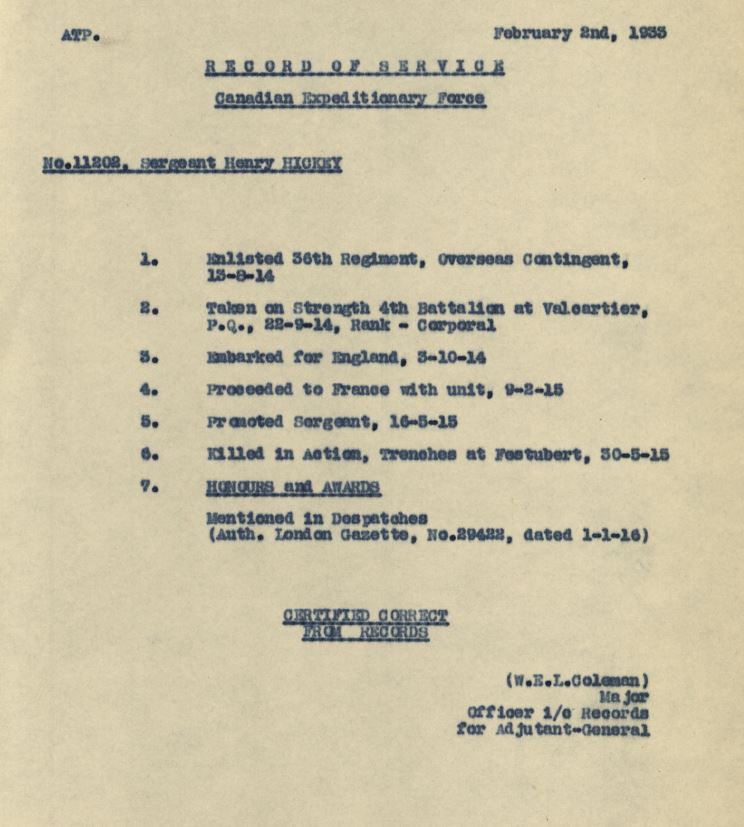 ATP.
February 2nd, 1933
RECORD OF SERVICE
Canadian Expeditionary Force
No.11202, Sergeant Henry HICKEY
1. Enlisted 36th Regiment, Overseas Contingent,
13-8-14
2. Taken on Strength 4th Battalion at Valcartier,
P.Q., 22-9-14, Rank - Corporal
3. Embarked for England, 3-10-14
4. Proceeded to France with unit, 9-2-15
5. Promoted Sergeant, 16-5-15
6. Killed in Action, Trenches at Festubert, 30-5-15
7. HONOURS and AWARDS
Mentioned in Despatches
(Auth. London Gazette, No.29422, dated 1-1-16)
CERTIFIED CORRECT
FROM RECORDS
(W.E.L.Coleman)
Major
Officer i/c Records
for Adjutant-General